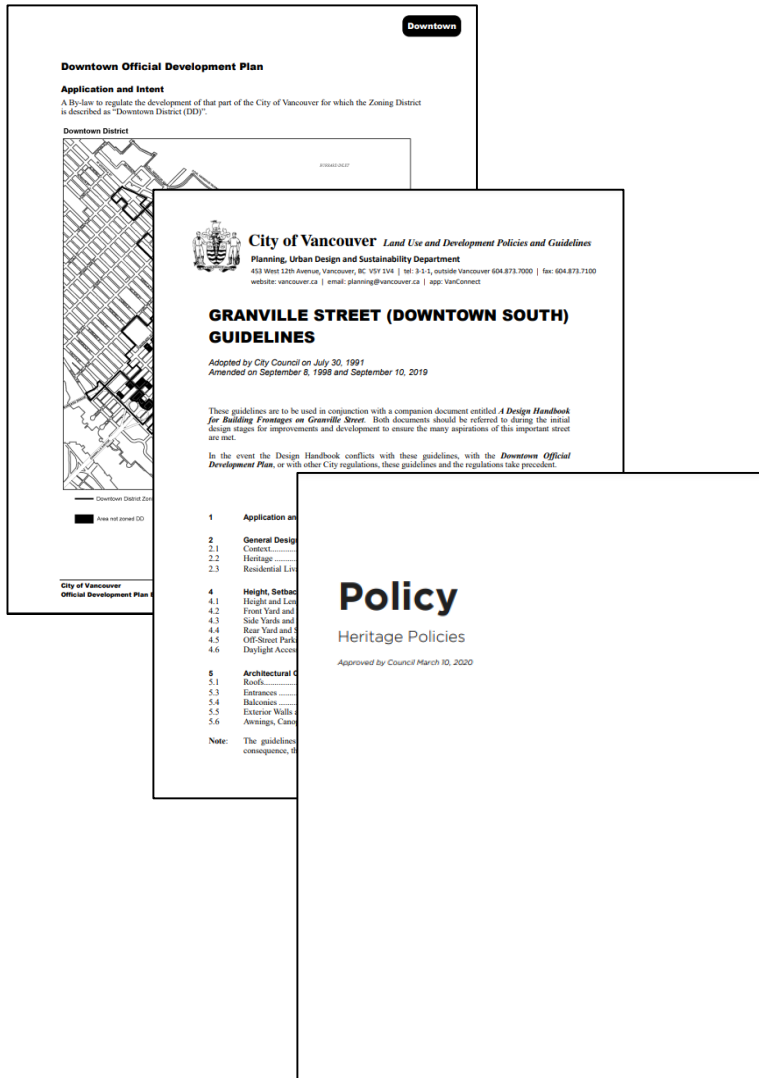 Downtown
Downtown Official Development Plan
Application and Intent
A By-law to regulate the development of that part of the City of Vancouver for which the Zoning District
is described as “Downtown District (DD)”.
Downtown District
BURRARD INLET
Downtown District Zon
Area not zoned DD
City of Vancouver
Official Development Plan
City of Vancouver Land Use and Development Policies and Guidelines
Planning, Urban Design and Sustainability Department
453 West 12th Avenue, Vancouver, BC V5Y 1V4 | tel: 3-1-1, outside Vancouver 604.873.7000 | fax: 604.873.7100
website: vancouver.ca | email: planning@vancouver.ca | app: VanConnect
GRANVILLE STREET (DOWNTOWN SOUTH)
GUIDELINES
Adopted by City Council on July 30, 1991
Amended on September 8, 1998 and September 10, 2019
These guidelines are to be used in conjunction with a companion document entitled A Design Handbook
for Building Frontages on Granville Street. Both documents should be referred to during the initial
design stages for improvements and development to ensure the many aspirations of this important street
are met.
In the event the Design Handbook conflicts with these guidelines, with the Downtown Official
Development Plan, or with other City regulations, these guidelines and the regulations take precedent.
1 Application an
2 General Desig
2.1 Context
2.2 Heritage
2.3 Residential Liv
4 Height, Setbac
4.1 Height and Len
4.2 Front Yard and
4.3 Side Yards and
4.4 Rear Yard and S
4.5 Off-Street Park
4.6 Daylight Acces
5 Architectural C
5.1 Roofs
5.3 Entrances
5.4 Balconies
5.5 Exterior Walls
5.6 Awnings, Cano
Note: The guidelines
consequence, th
Policy
Heritage Policies
Approved by Council March 10, 2020